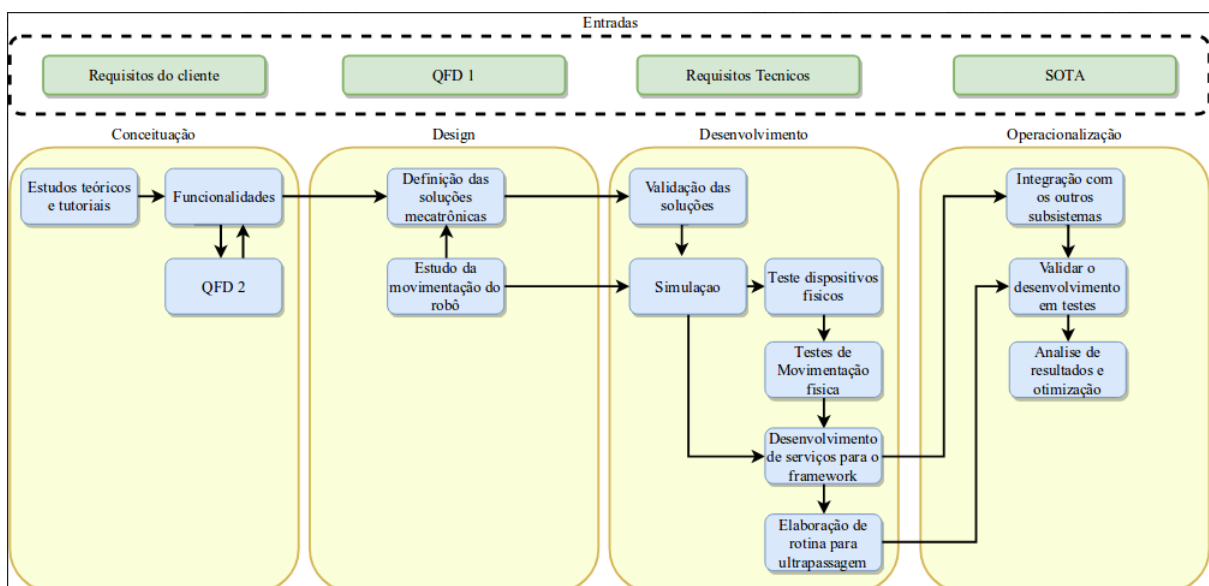 Entradas
Requisitos do cliente
QFD 1
Requisitos Tecnicos
SOTA
Conceituação
Design
Desenvolvimento
Operacionalização
Estudos teóricos
e tutoriais
Funcionalidades
QFD 2
Definição das
soluções
mecatrônicas
Estudo da
movimentação do
robô
Validação das
soluções
Simulaçao
Teste dispositivos
fisicos
Testes de
Movimentação
fisica
Desenvolvimento
de serviços para o
framework
Elaboração de
rotina para
ultrapassagem
Integração com
os outros
subsistemas
Validar o
desenvolvimento
em testes
Analise de
resultados e
otimização